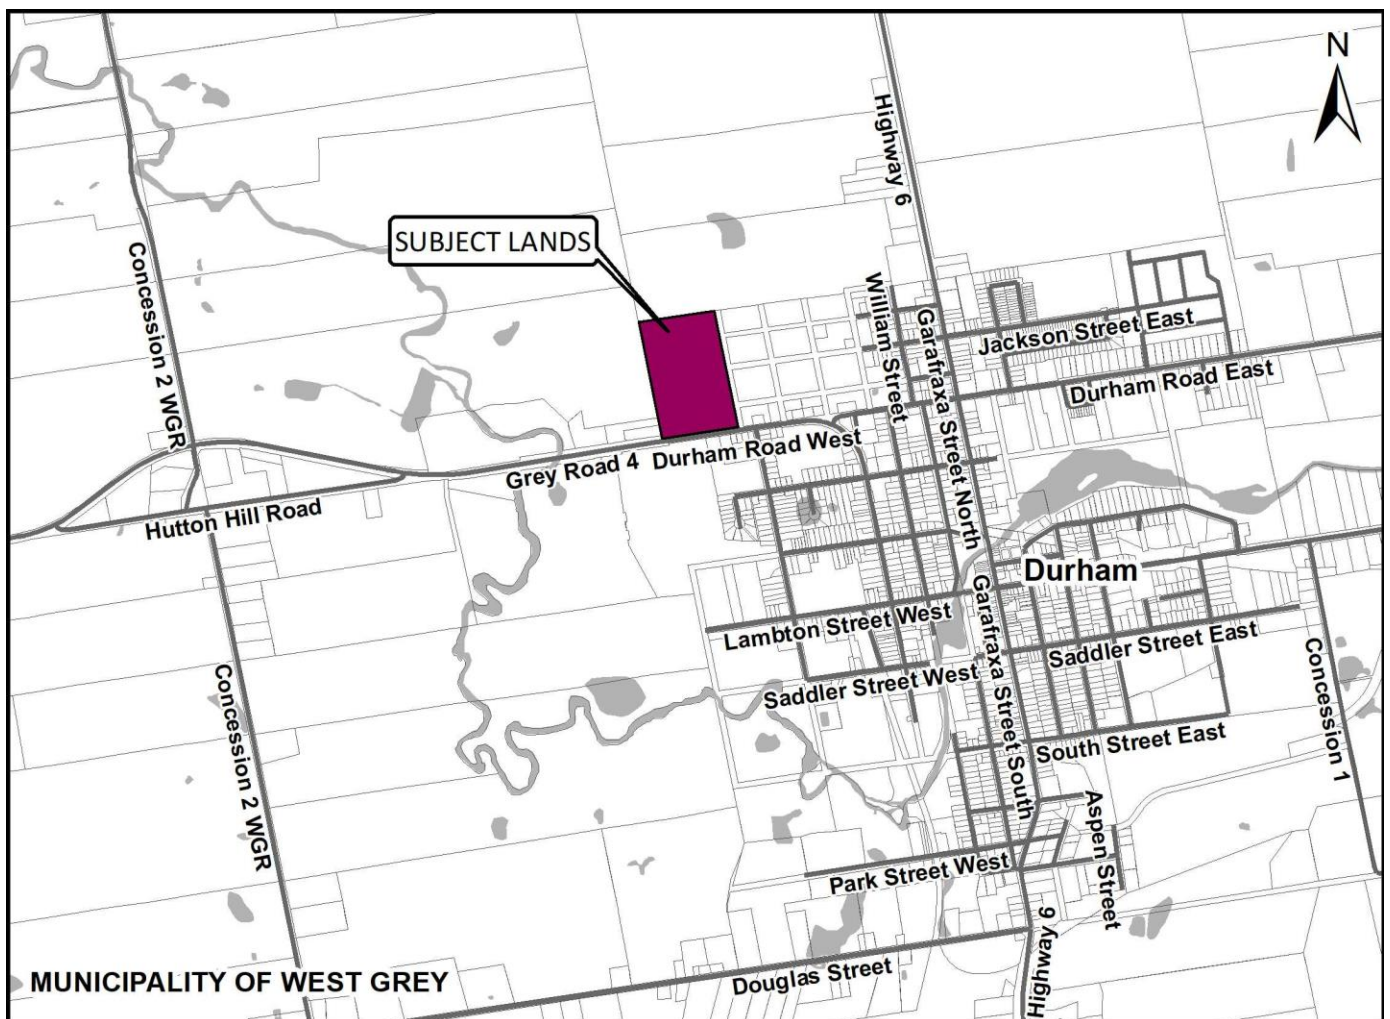 N
Highway 6
SUBJECT LANDS
Concession 2 WGR
William Street
Garafraxa Street North
Jackson Street East
Durham Road East
Grey Road 4
Durham Road West
Hutton Hill Road
Durham
Lambton Street West
Saddler Street East
Saddler Street West
Garafraxa Street South
Concession 1
Concession 2 WGR
South Street East
Aspen Street
Park Street West
Highway 6
Douglas Street
MUNICIPALITY OF WEST GREY